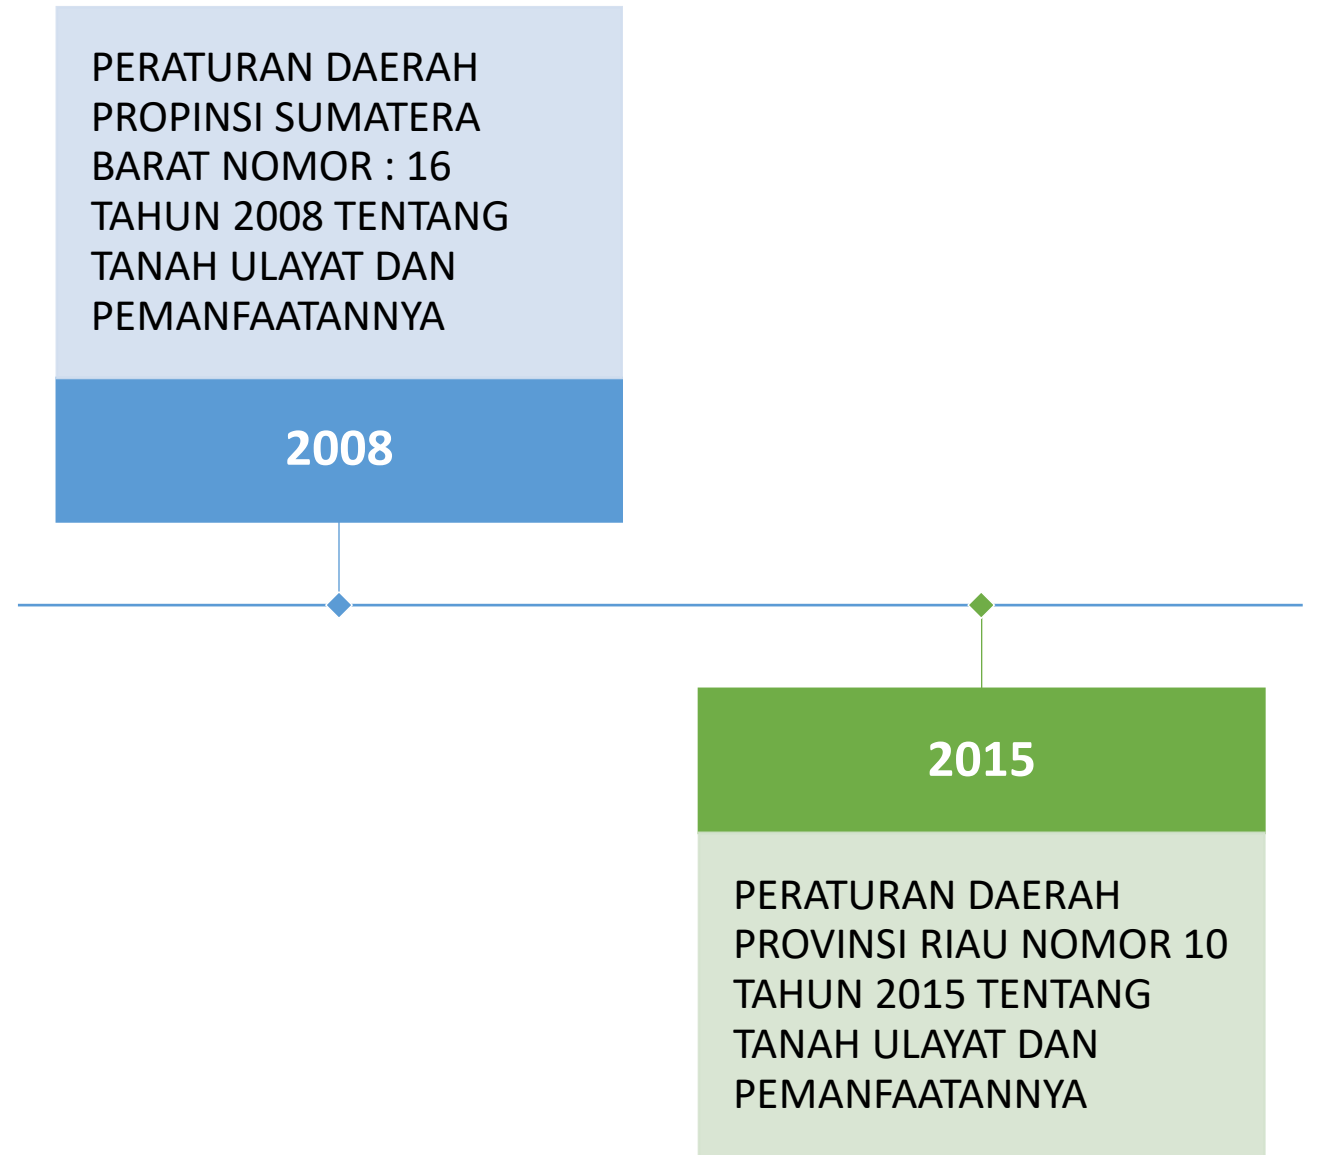 PERATURAN DAERAH
PROPINSI SUMATERA
BARAT NOMOR : 16
TAHUN 2008 TENTANG
TANAH ULAYAT DAN
PEMANFAATANNYA
2008
2015
PERATURAN DAERAH
PROVINSI RIAU NOMOR 10
TAHUN 2015 TENTANG
TANAH ULAYAT DAN
PEMANFAATANNYA